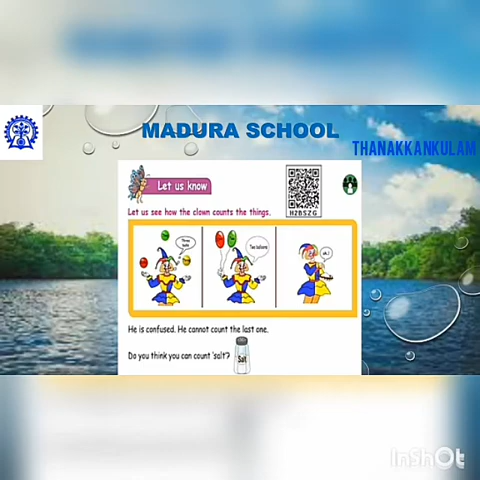 MADURA SCHOOL
THANAKKANKULAM
Let us know
H2B5ZG
Let us see how the clown counts the things.
Three
balls
Two balloons
He is confused. He cannot count the last one.
Do you think you can count 'salt'?
Salt
InShOt